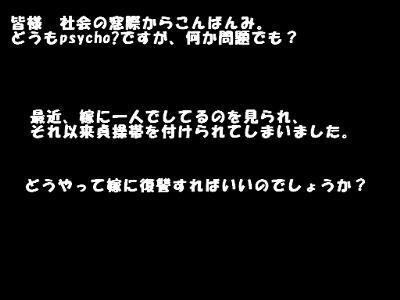 皆様　社会の窓際からこんばんみ。
どうもpsycho?ですが、何か問題でも？
最近、嫁に一人でしてるのを見られ、
それ以来貞操帯を付けられてしまいました。
どうやって嫁に復讐すればいいのでしょうか？